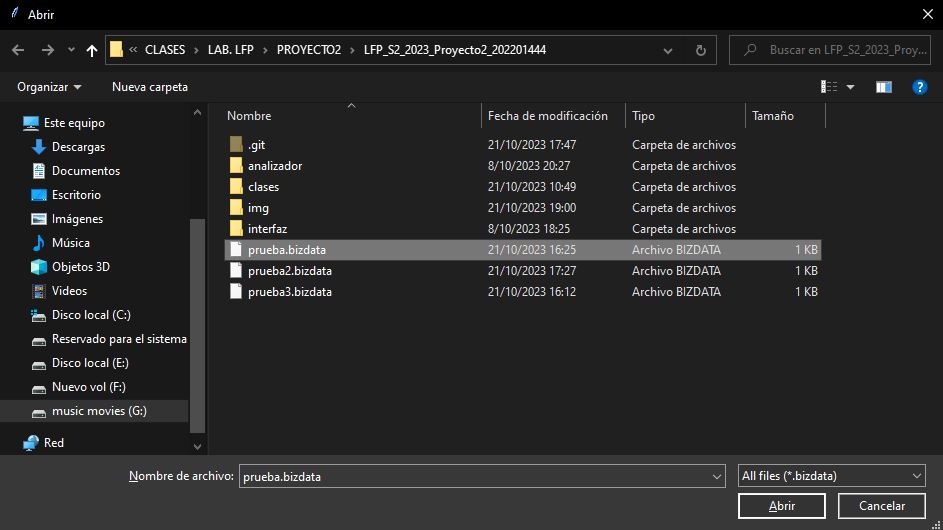 Abrir
« CLASES > LAB. LFP > PROYECTO2 > LFP_S2_2023_Proyecto2_202201444
Buscar en LFP_S2_2023_Proy...
Organizar Nueva carpeta
Este equipo
Descargas
Documentos
Escritorio
Imágenes
Música
Objetos 3D
Videos
Disco local (C:)
Reservado para el sistema
Disco local (E:)
Nuevo vol (F:)
music movies (G:)
Red
Nombre Fecha de modificación Tipo Tamaño
.git 21/10/2023 17:47 Carpeta de archivos
analizador 8/10/2023 20:27 Carpeta de archivos
clases 21/10/2023 10:49 Carpeta de archivos
img 21/10/2023 19:00 Carpeta de archivos
interfaz 8/10/2023 18:25 Carpeta de archivos
prueba.bizdata 21/10/2023 16:25 Archivo BIZDATA 1 KB
prueba2.bizdata 21/10/2023 17:27 Archivo BIZDATA 1 KB
prueba3.bizdata 21/10/2023 16:12 Archivo BIZDATA 1 KB
Nombre de archivo: prueba.bizdata All files (*.bizdata)
Abrir Cancelar